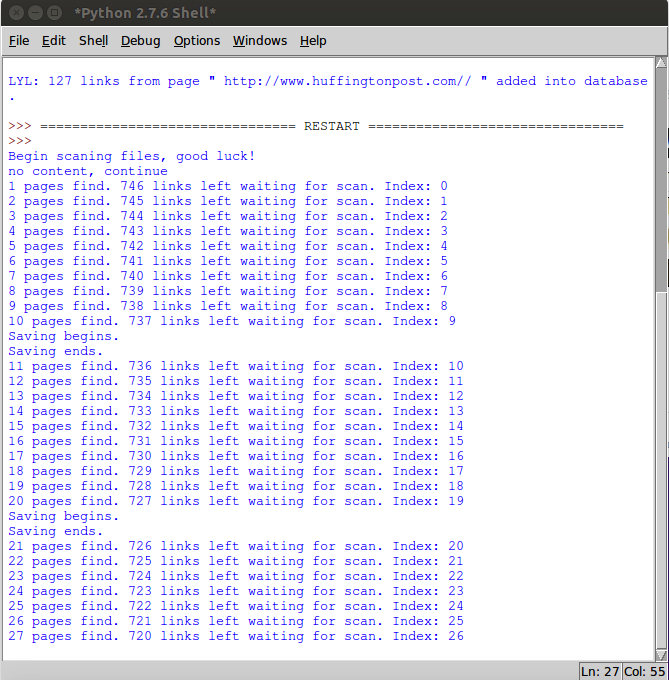 *Python 2.7.6 Shell*
File Edit Shell Debug Options Windows Help
LYL: 127 links from page " http://www.huffingtonpost.com// " added into database
.
>>> ================================ RESTART ================================
>>>
Begin scaning files, good luck!
no content, continue
1 pages find. 746 links left waiting for scan. Index: 0
2 pages find. 745 links left waiting for scan. Index: 1
3 pages find. 744 links left waiting for scan. Index: 2
4 pages find. 743 links left waiting for scan. Index: 3
5 pages find. 742 links left waiting for scan. Index: 4
6 pages find. 741 links left waiting for scan. Index: 5
7 pages find. 740 links left waiting for scan. Index: 6
8 pages find. 739 links left waiting for scan. Index: 7
9 pages find. 738 links left waiting for scan. Index: 8
10 pages find. 737 links left waiting for scan. Index: 9
Saving begins.
Saving ends.
11 pages find. 736 links left waiting for scan. Index: 10
12 pages find. 735 links left waiting for scan. Index: 11
13 pages find. 734 links left waiting for scan. Index: 12
14 pages find. 733 links left waiting for scan. Index: 13
15 pages find. 732 links left waiting for scan. Index: 14
16 pages find. 731 links left waiting for scan. Index: 15
17 pages find. 730 links left waiting for scan. Index: 16
18 pages find. 729 links left waiting for scan. Index: 17
19 pages find. 728 links left waiting for scan. Index: 18
20 pages find. 727 links left waiting for scan. Index: 19
Saving begins.
Saving ends.
21 pages find. 726 links left waiting for scan. Index: 20
22 pages find. 725 links left waiting for scan. Index: 21
23 pages find. 724 links left waiting for scan. Index: 22
24 pages find. 723 links left waiting for scan. Index: 23
25 pages find. 722 links left waiting for scan. Index: 24
26 pages find. 721 links left waiting for scan. Index: 25
27 pages find. 720 links left waiting for scan. Index: 26
Ln: 27 Col: 55